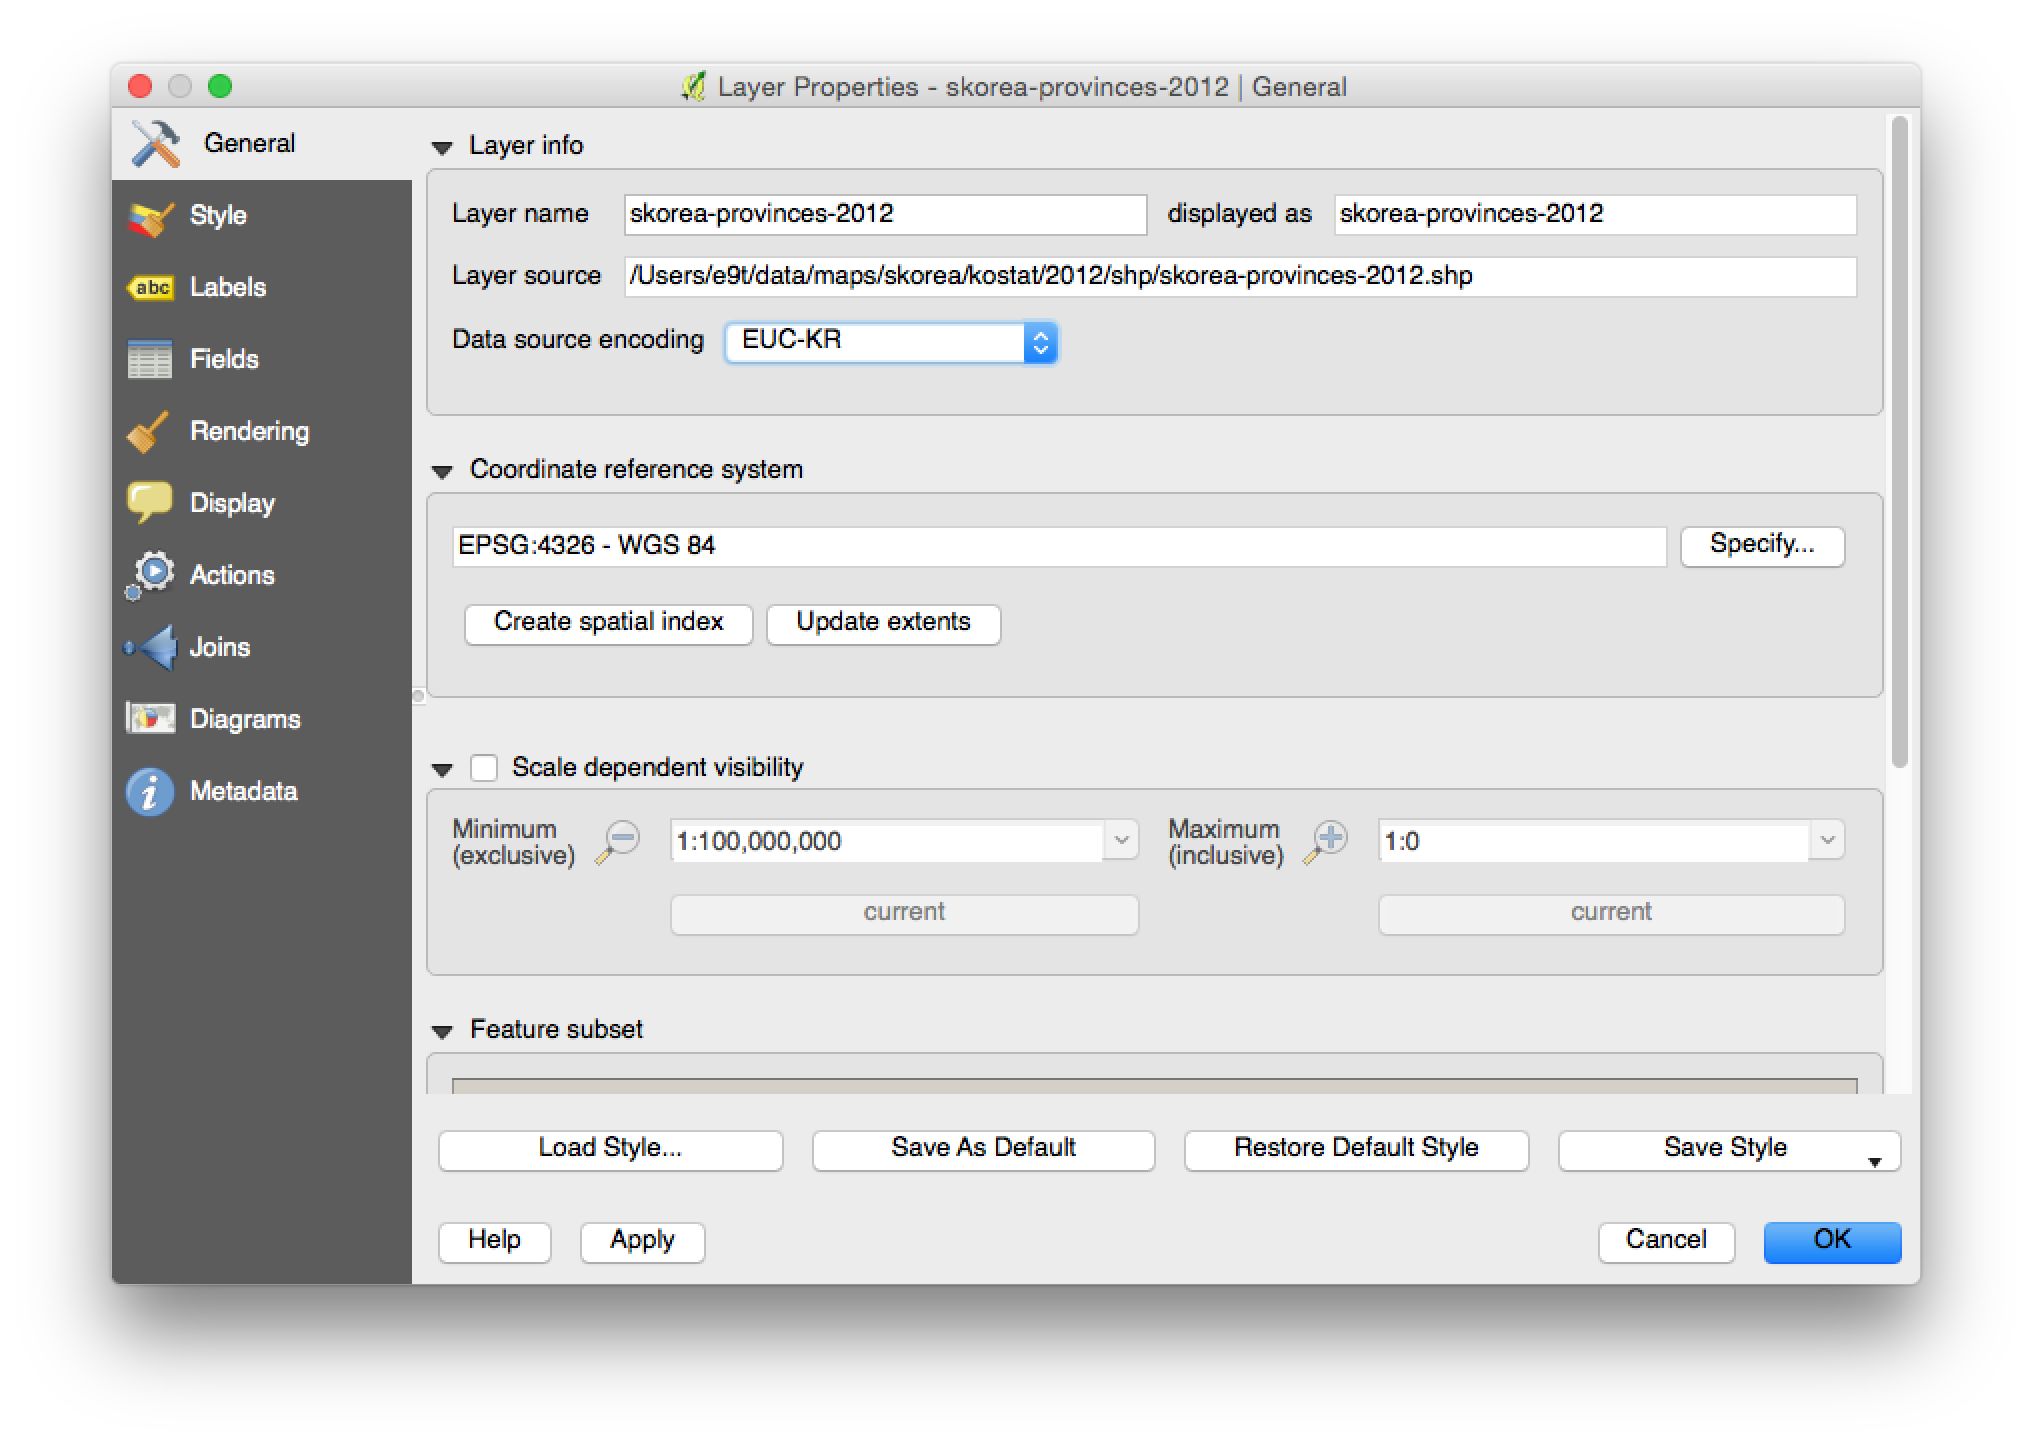 Layer Properties - skorea-provinces-2012 | General
General
Style
abc Labels
Fields
Rendering
Display
Actions
Joins
Diagrams
i Metadata
Layer info
Layer name skorea-provinces-2012 displayed as skorea-provinces-2012
Layer source /Users/e9t/data/maps/skorea/kostat/2012/shp/skorea-provinces-2012.shp
Data source encoding EUC-KR
Coordinate reference system
EPSG:4326 - WGS 84 Specify...
Create spatial index Update extents
Scale dependent visibility
Minimum (exclusive) 1:100,000,000 Maximum (inclusive) 1:0
current current
Feature subset
Load Style... Save As Default Restore Default Style Save Style
Help Apply Cancel OK